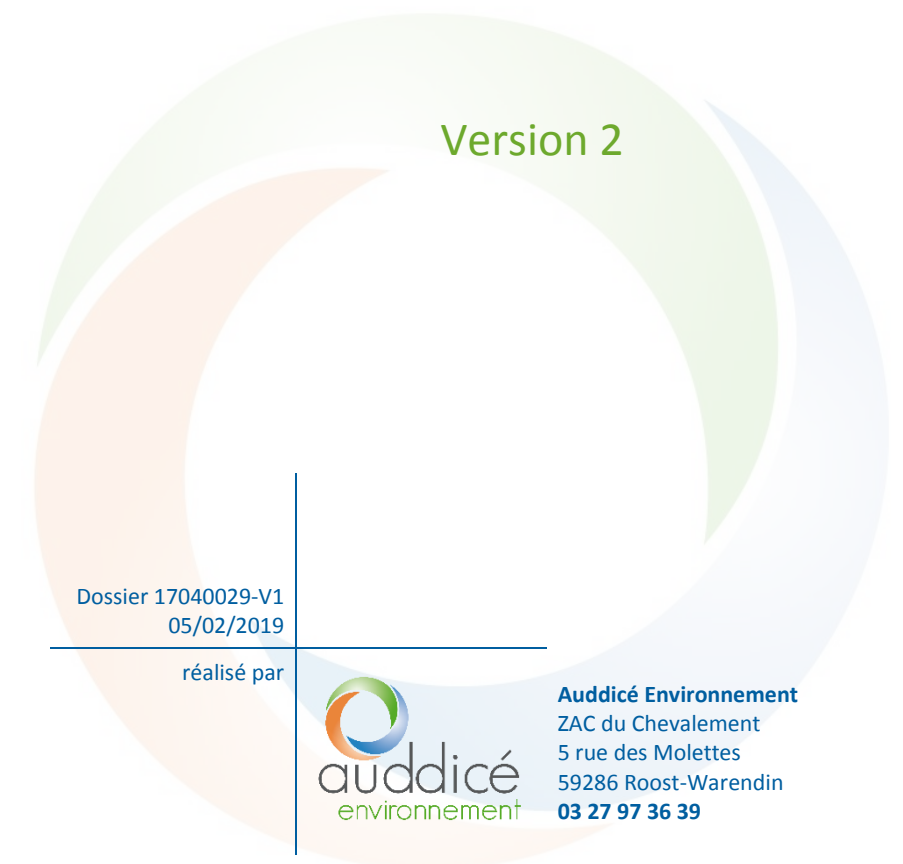 Version 2
Dossier 17040029-V1
05/02/2019
réalisé par
auddicé
environnement
Auddicé Environnement
ZAC du Chevalement
5 rue des Molettes
59286 Roost-Warendin
03 27 97 36 39